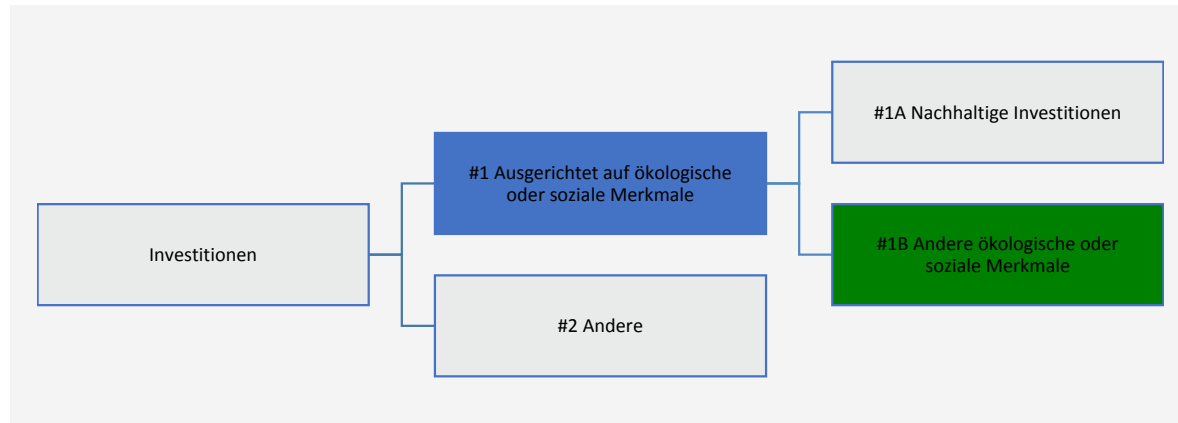 Investitionen
#1 Ausgerichtet auf ökologische
oder soziale Merkmale
#2 Andere
#1A Nachhaltige Investitionen
#1B Andere ökologische oder
soziale Merkmale